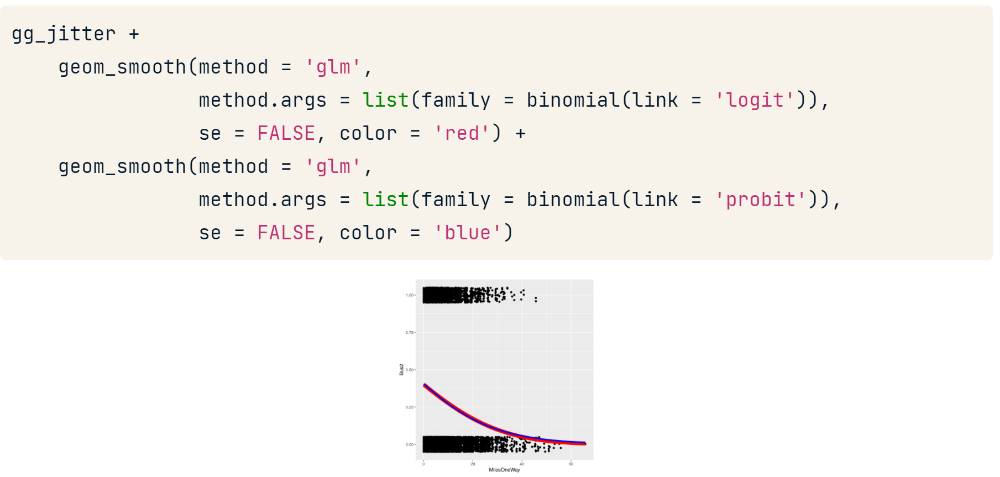 gg_jitter +
    geom_smooth(method = 'glm',
                method.args = list(family = binomial(link = 'logit')),
                se = FALSE, color = 'red') +
    geom_smooth(method = 'glm',
                method.args = list(family = binomial(link = 'probit')),
                se = FALSE, color = 'blue')
1.00
0.75
Bus2
0.50
0.25
0.00
0 20 40 60
MilesOneWay